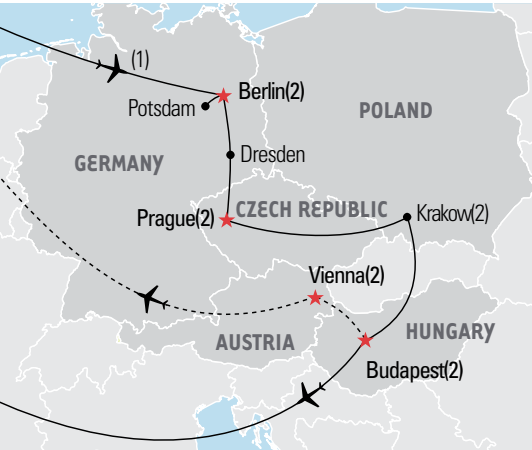 (1)
Berlin(2)
Potsdam
POLAND
GERMANY
Dresden
Prague(2)
CZECH REPUBLIC
Krakow(2)
Vienna(2)
AUSTRIA
HUNGARY
Budapest(2)